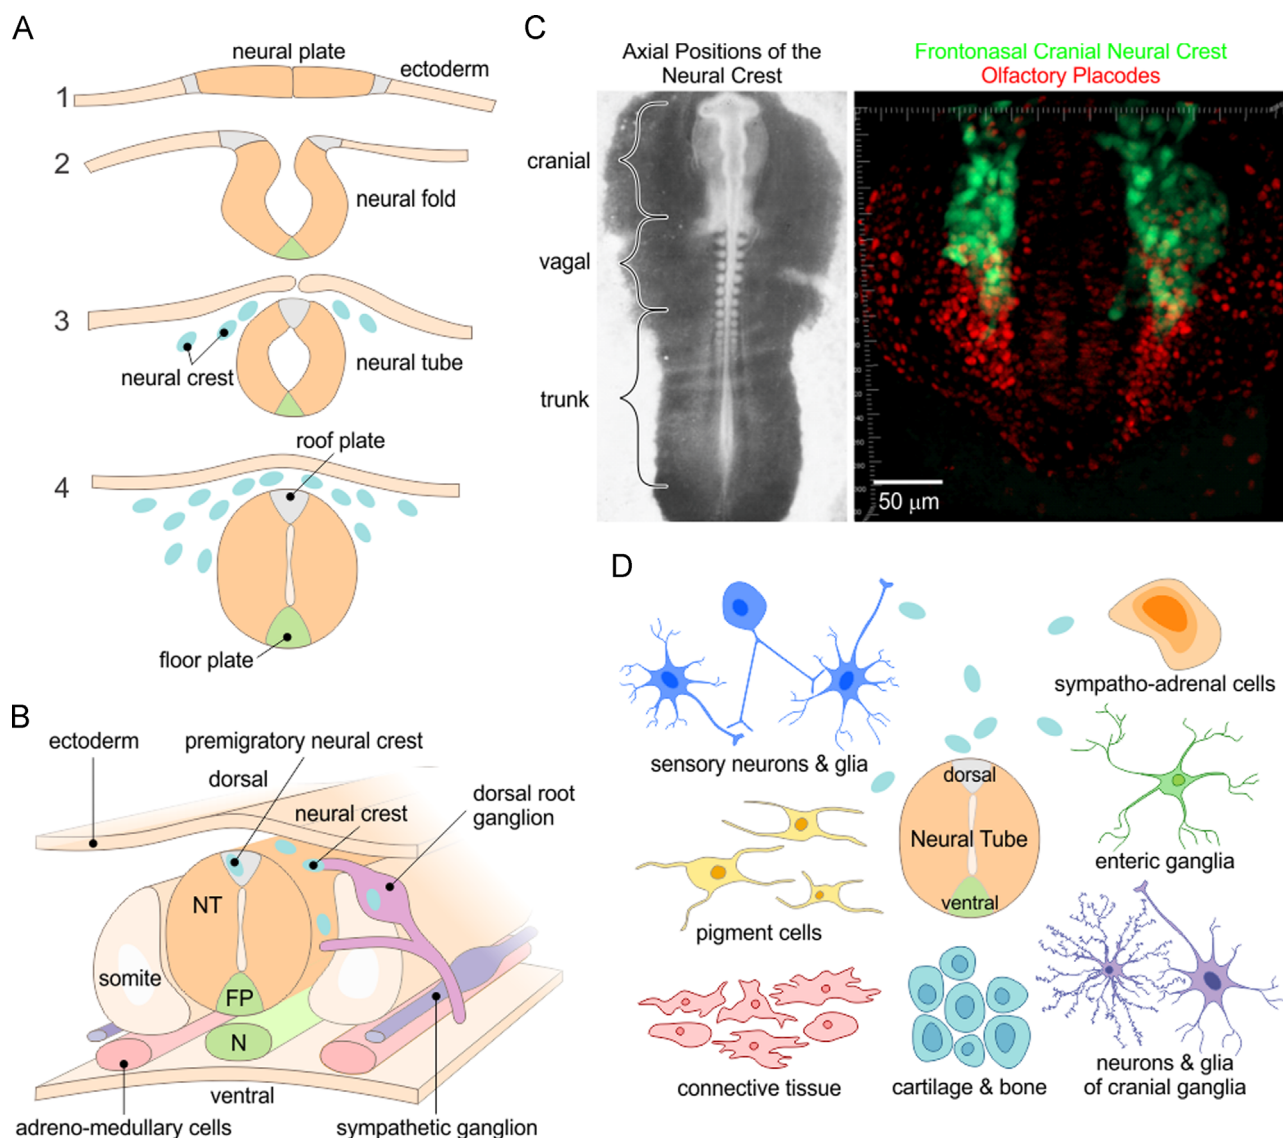 A
neural plate
ectoderm
1
2
neural fold
3
neural crest
neural tube
roof plate
4
floor plate
B
ectoderm
premigratory neural crest
dorsal
neural crest
dorsal root
ganglion
NT
somite
FP
N
ventral
adreno-medullary cells
sympathetic ganglion
C
Axial Positions of the
Neural Crest
cranial
vagal
trunk
Frontonasal Cranial Neural Crest
Olfactory Placodes
50 μm
D
sensory neurons & glia
sympatho-adrenal cells
dorsal
Neural Tube
ventral
enteric ganglia
pigment cells
connective tissue
cartilage & bone
neurons & glia
of cranial ganglia